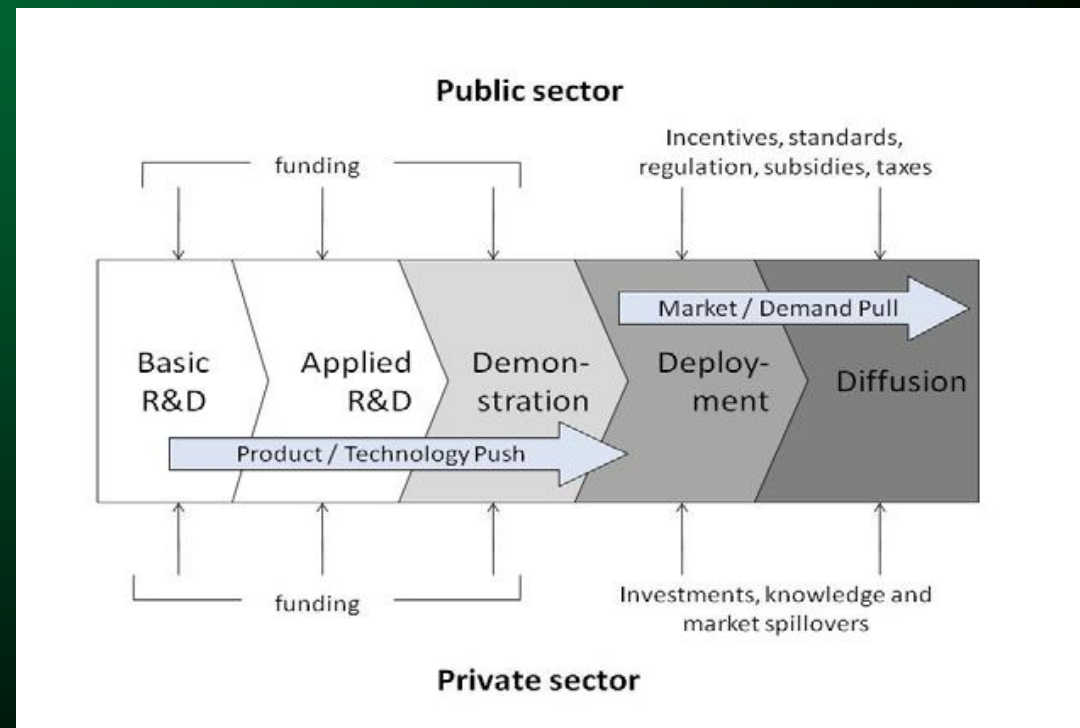 Public sector
funding
Incentives, standards,
regulation, subsidies, taxes
Market / Demand Pull
Basic
R&D
Applied
R&D
Demon-
stration
Deploy-
ment
Diffusion
Product / Technology Push
funding
Investments, knowledge and
market spillovers
Private sector